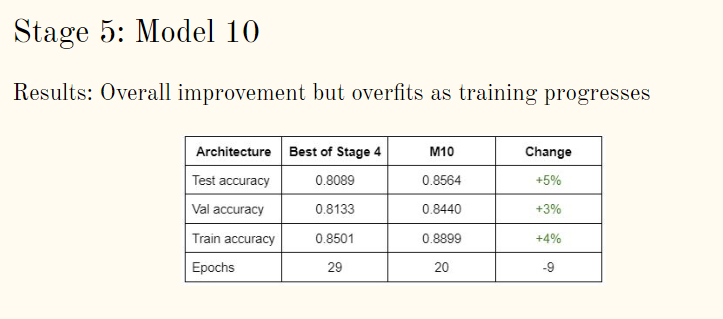 Stage 5: Model 10
Results: Overall improvement but overfits as training progresses
Architecture Best of Stage 4 M10 Change
Test accuracy 0.8089 0.8564 +5%
Val accuracy 0.8133 0.8440 +3%
Train accuracy 0.8501 0.8899 +4%
Epochs 29 20 -9